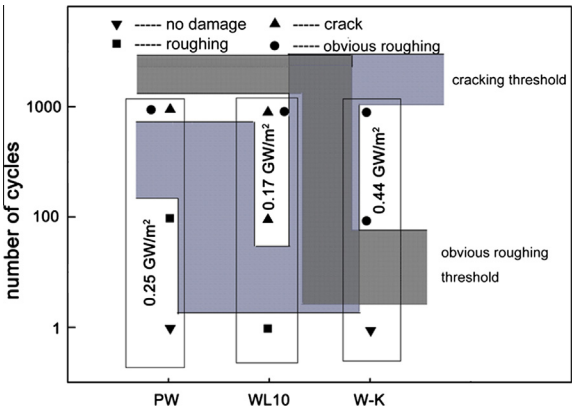 ▼ ----- no damage ▲ ----- crack
■ ----- roughing ● ----- obvious roughing
cracking threshold
1000
0.17 GW/m²
0.44 GW/m²
number of cycles
100
0.25 GW/m²
obvious roughing
threshold
1
PW WL10 W-K